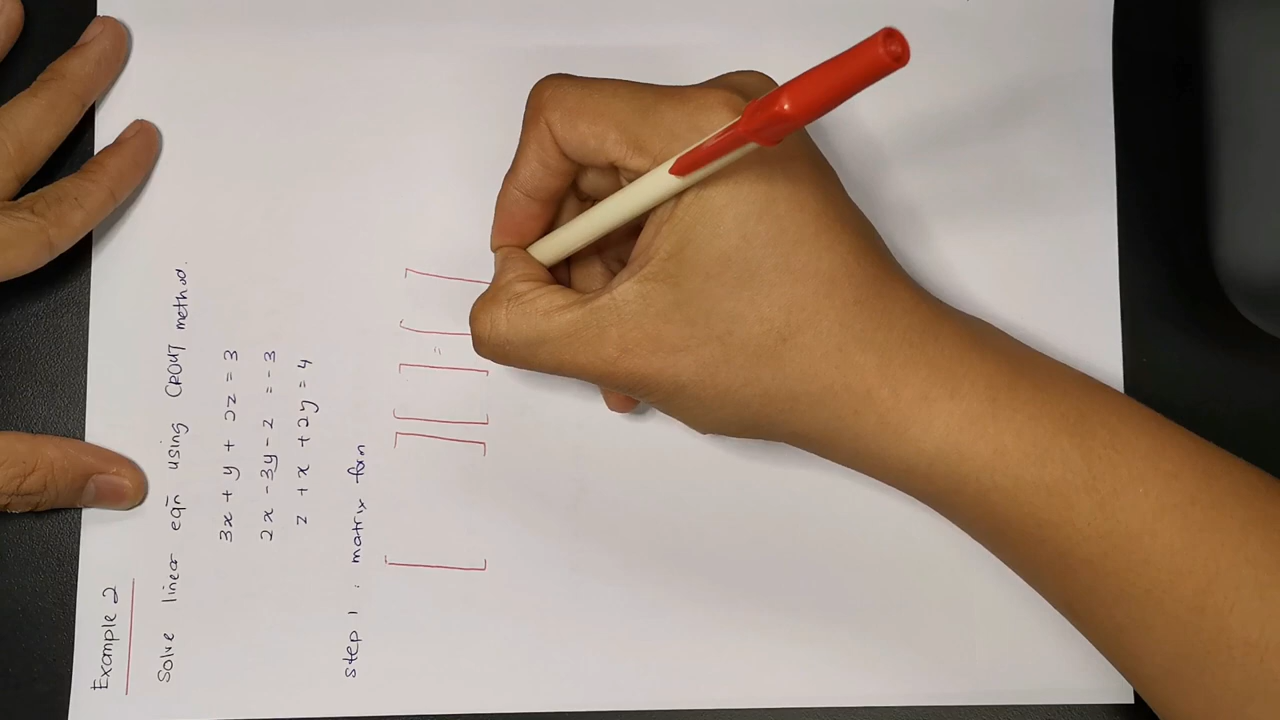 Example 2
Solve linear eqn using CROUT method.
3x + y + 2z = 3
2x - 3y - z = -3
z + x + 2y = 4
step 1 : matrix form
[ ] [ ] = [ ]